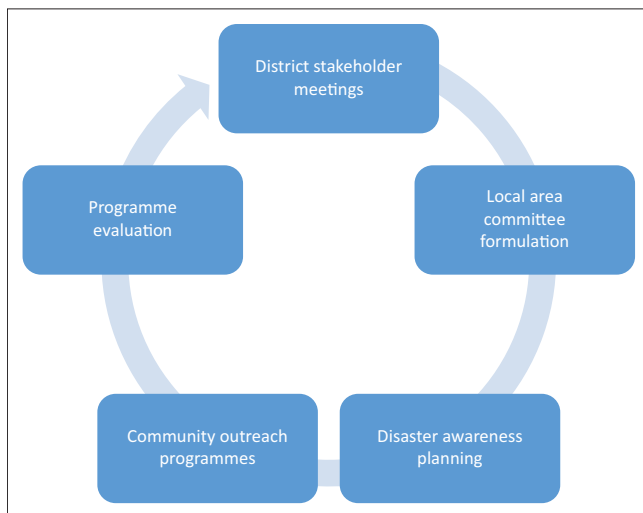 District stakeholder
meetings
Local area
committee
formulation
Disaster awareness
planning
Community outreach
programmes
Programme
evaluation